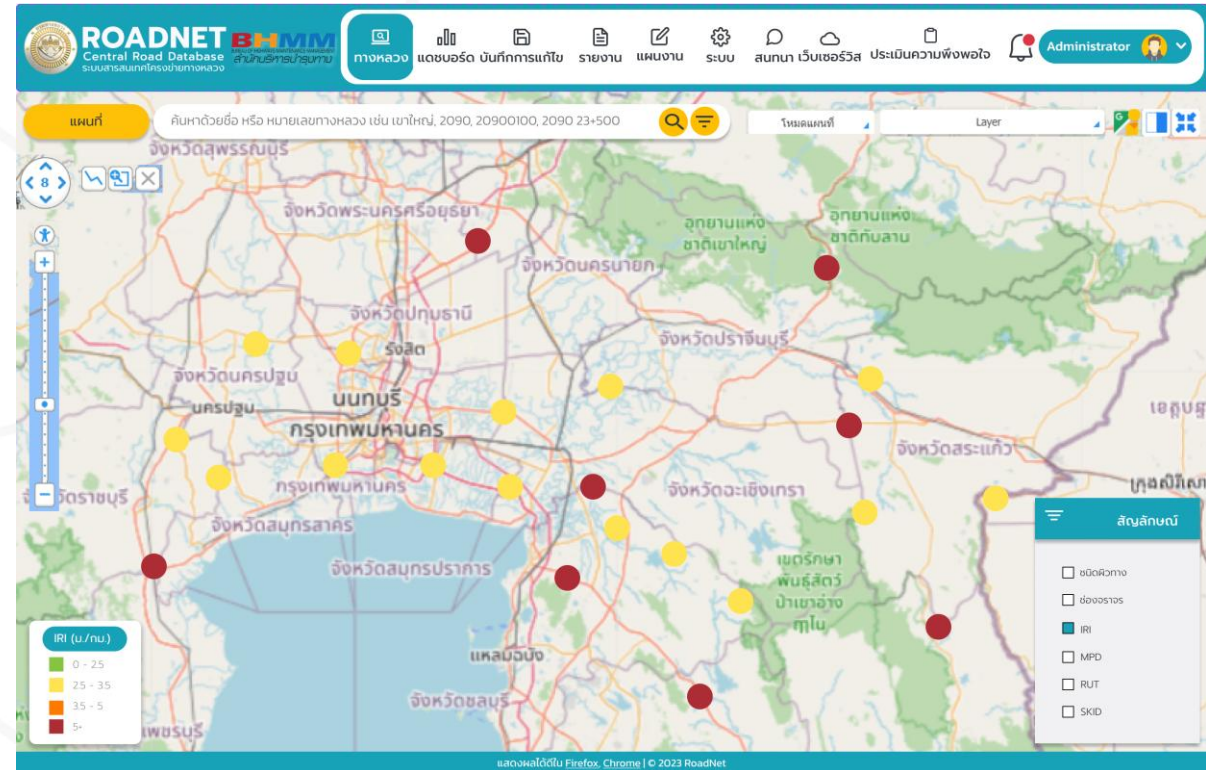 ROADNET
Central Road Database
ระบบสารสนเทศโครงข่ายทางหลวง
BHMM
สำนักบริหารบำรุงทาง
ทางหลวง
แดชบอร์ด
บันทึกการแก้ไข
รายงาน
แผนงาน
ระบบ
สนทนา
เว็บเซอร์วิส
ประเมินความพึงพอใจ
Administrator
แผนที่
ค้นหาด้วยชื่อ หรือ หมายเลขทางหลวง เช่น เขาใหญ่, 2090, 20900100, 2090 23+500
โหมดแผนที่
Layer
8
จังหวัดสุพรรณบุรี
จังหวัดพระนครศรีอยุธยา
อุทยานแห่ง
ชาติเขาใหญ่
อุทยานแห่ง
ชาติทับลาน
จังหวัดนครนายก
จังหวัดปทุมธานี
รังสิต
จังหวัดปราจีนบุรี
จังหวัดนครปฐม
นครปฐม
นนทบุรี
กรุงเทพมหานคร
จังหวัดสระแก้ว
กรุงเทพมหานคร
จังหวัดฉะเชิงเทรา
จังหวัดสมุทรสาคร
จังหวัดสมุทรปราการ
เขตรักษา
พันธุ์สัตว์
ป่าเขาอ่าง
ฤาไน
แหลมฉบัง
จังหวัดชลบุรี
สัญลักษณ์
ชนิดผิวทาง
ช่องจราจร
IRI
MPD
RUT
SKID
IRI (ม./กม.)
0 - 2.5
2.5 - 3.5
3.5 - 5
5+
แสดงผลได้ดีใน Firefox, Chrome | © 2023 RoadNet